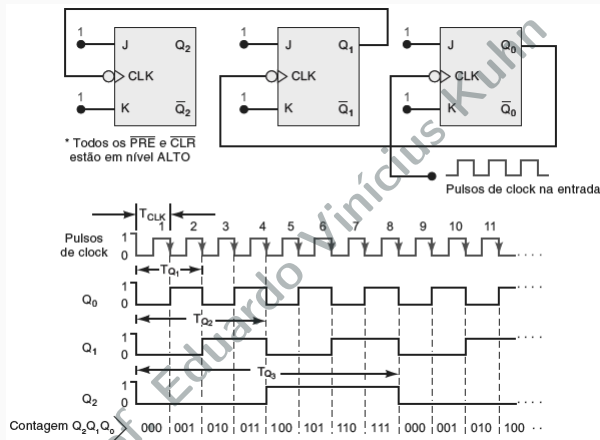 1 J Q2 1 J Q1 1 J Q0
CLK CLK CLK
1 K Q̅2 1 K Q̅1 1 K Q̅0
* Todos os P̅R̅E̅ e C̅L̅R̅
estão em nível ALTO
Pulsos de clock na entrada
Prof. Eduardo Vinícius Kuhn
TCLK
1 2 3 4 5 6 7 8 9 10 11
Pulsos
de clock
1
0
TQ1
Q0
1
0
TQ2
Q1
1
0
TQ3
Q2
1
0
Contagem Q2Q1Q0 000 001 010 011 100 101 110 111 000 001 010 100